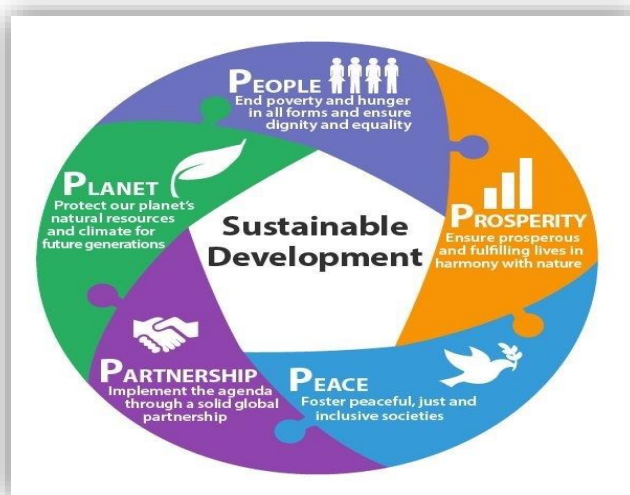 PEOPLE
End poverty and hunger
in all forms and ensure
dignity and equality
PROSPERITY
Ensure prosperous
and fulfilling lives in
harmony with nature
PEACE
Foster peaceful, just and
inclusive societies
PARTNERSHIP
Implement the agenda
through a solid global
partnership
PLANET
Protect our planet's
natural resources
and climate for
future generations
Sustainable
Development